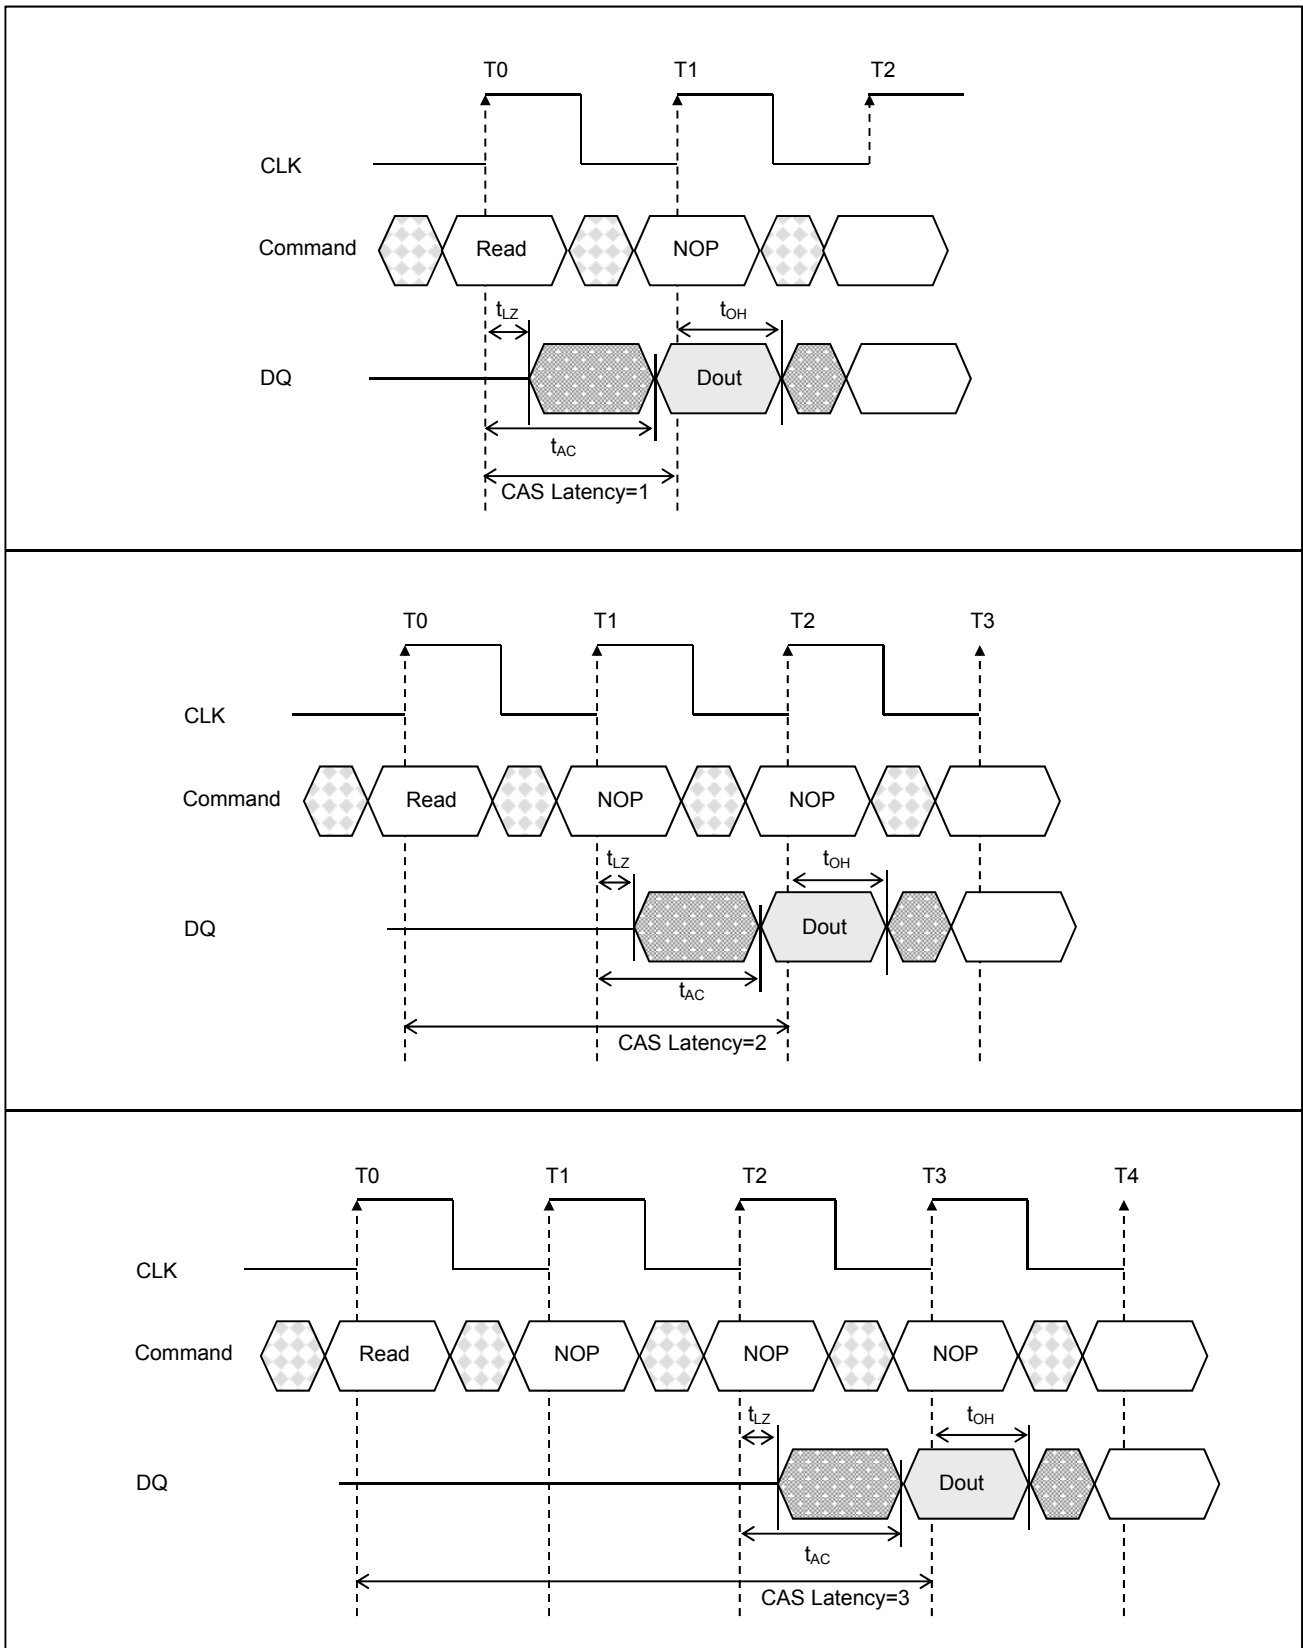 T0 T1 T2
CLK
Command Read NOP
tLZ tOH
DQ Dout
tAC
CAS Latency=1
T0 T1 T2 T3
CLK
Command Read NOP NOP
tLZ tOH
DQ Dout
tAC
CAS Latency=2
T0 T1 T2 T3 T4
CLK
Command Read NOP NOP NOP
tLZ tOH
DQ Dout
tAC
CAS Latency=3